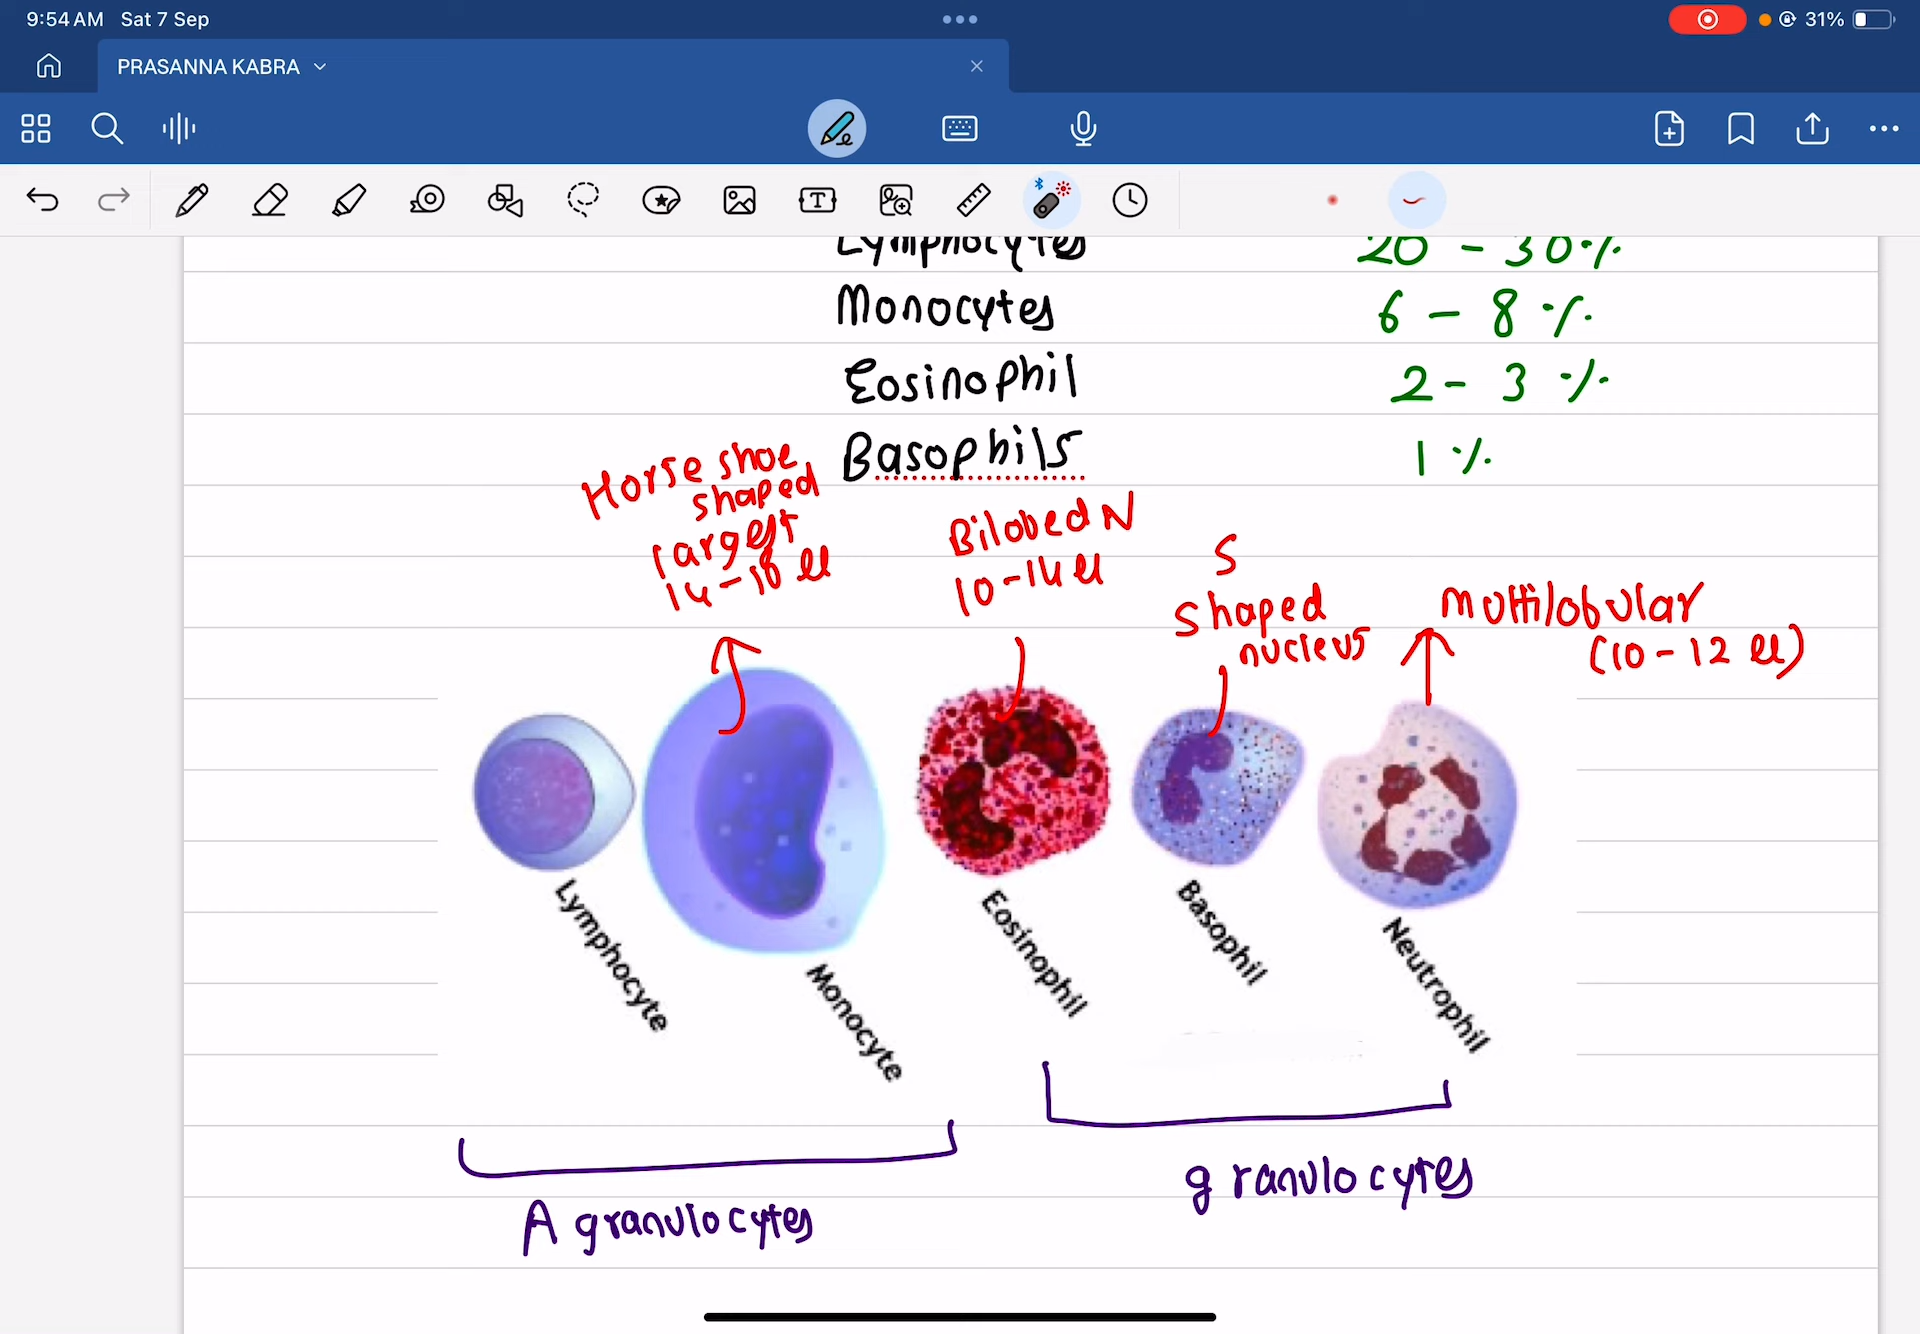 9:54 AM Sat 7 Sep
31%
PRASANNA KABRA
Lymphocytes 20 - 30%
Monocytes 6 - 8 %
Eosinophil 2 - 3 %
Basophils 1 %
Horse shoe
shaped
largest
14-18 μ
Bilobed N
10-14 μ
S
shaped
nucleus
multilobular
(10-12 μ)
Lymphocyte
Monocyte
Eosinophil
Basophil
Neutrophil
A granulocytes
granulocytes